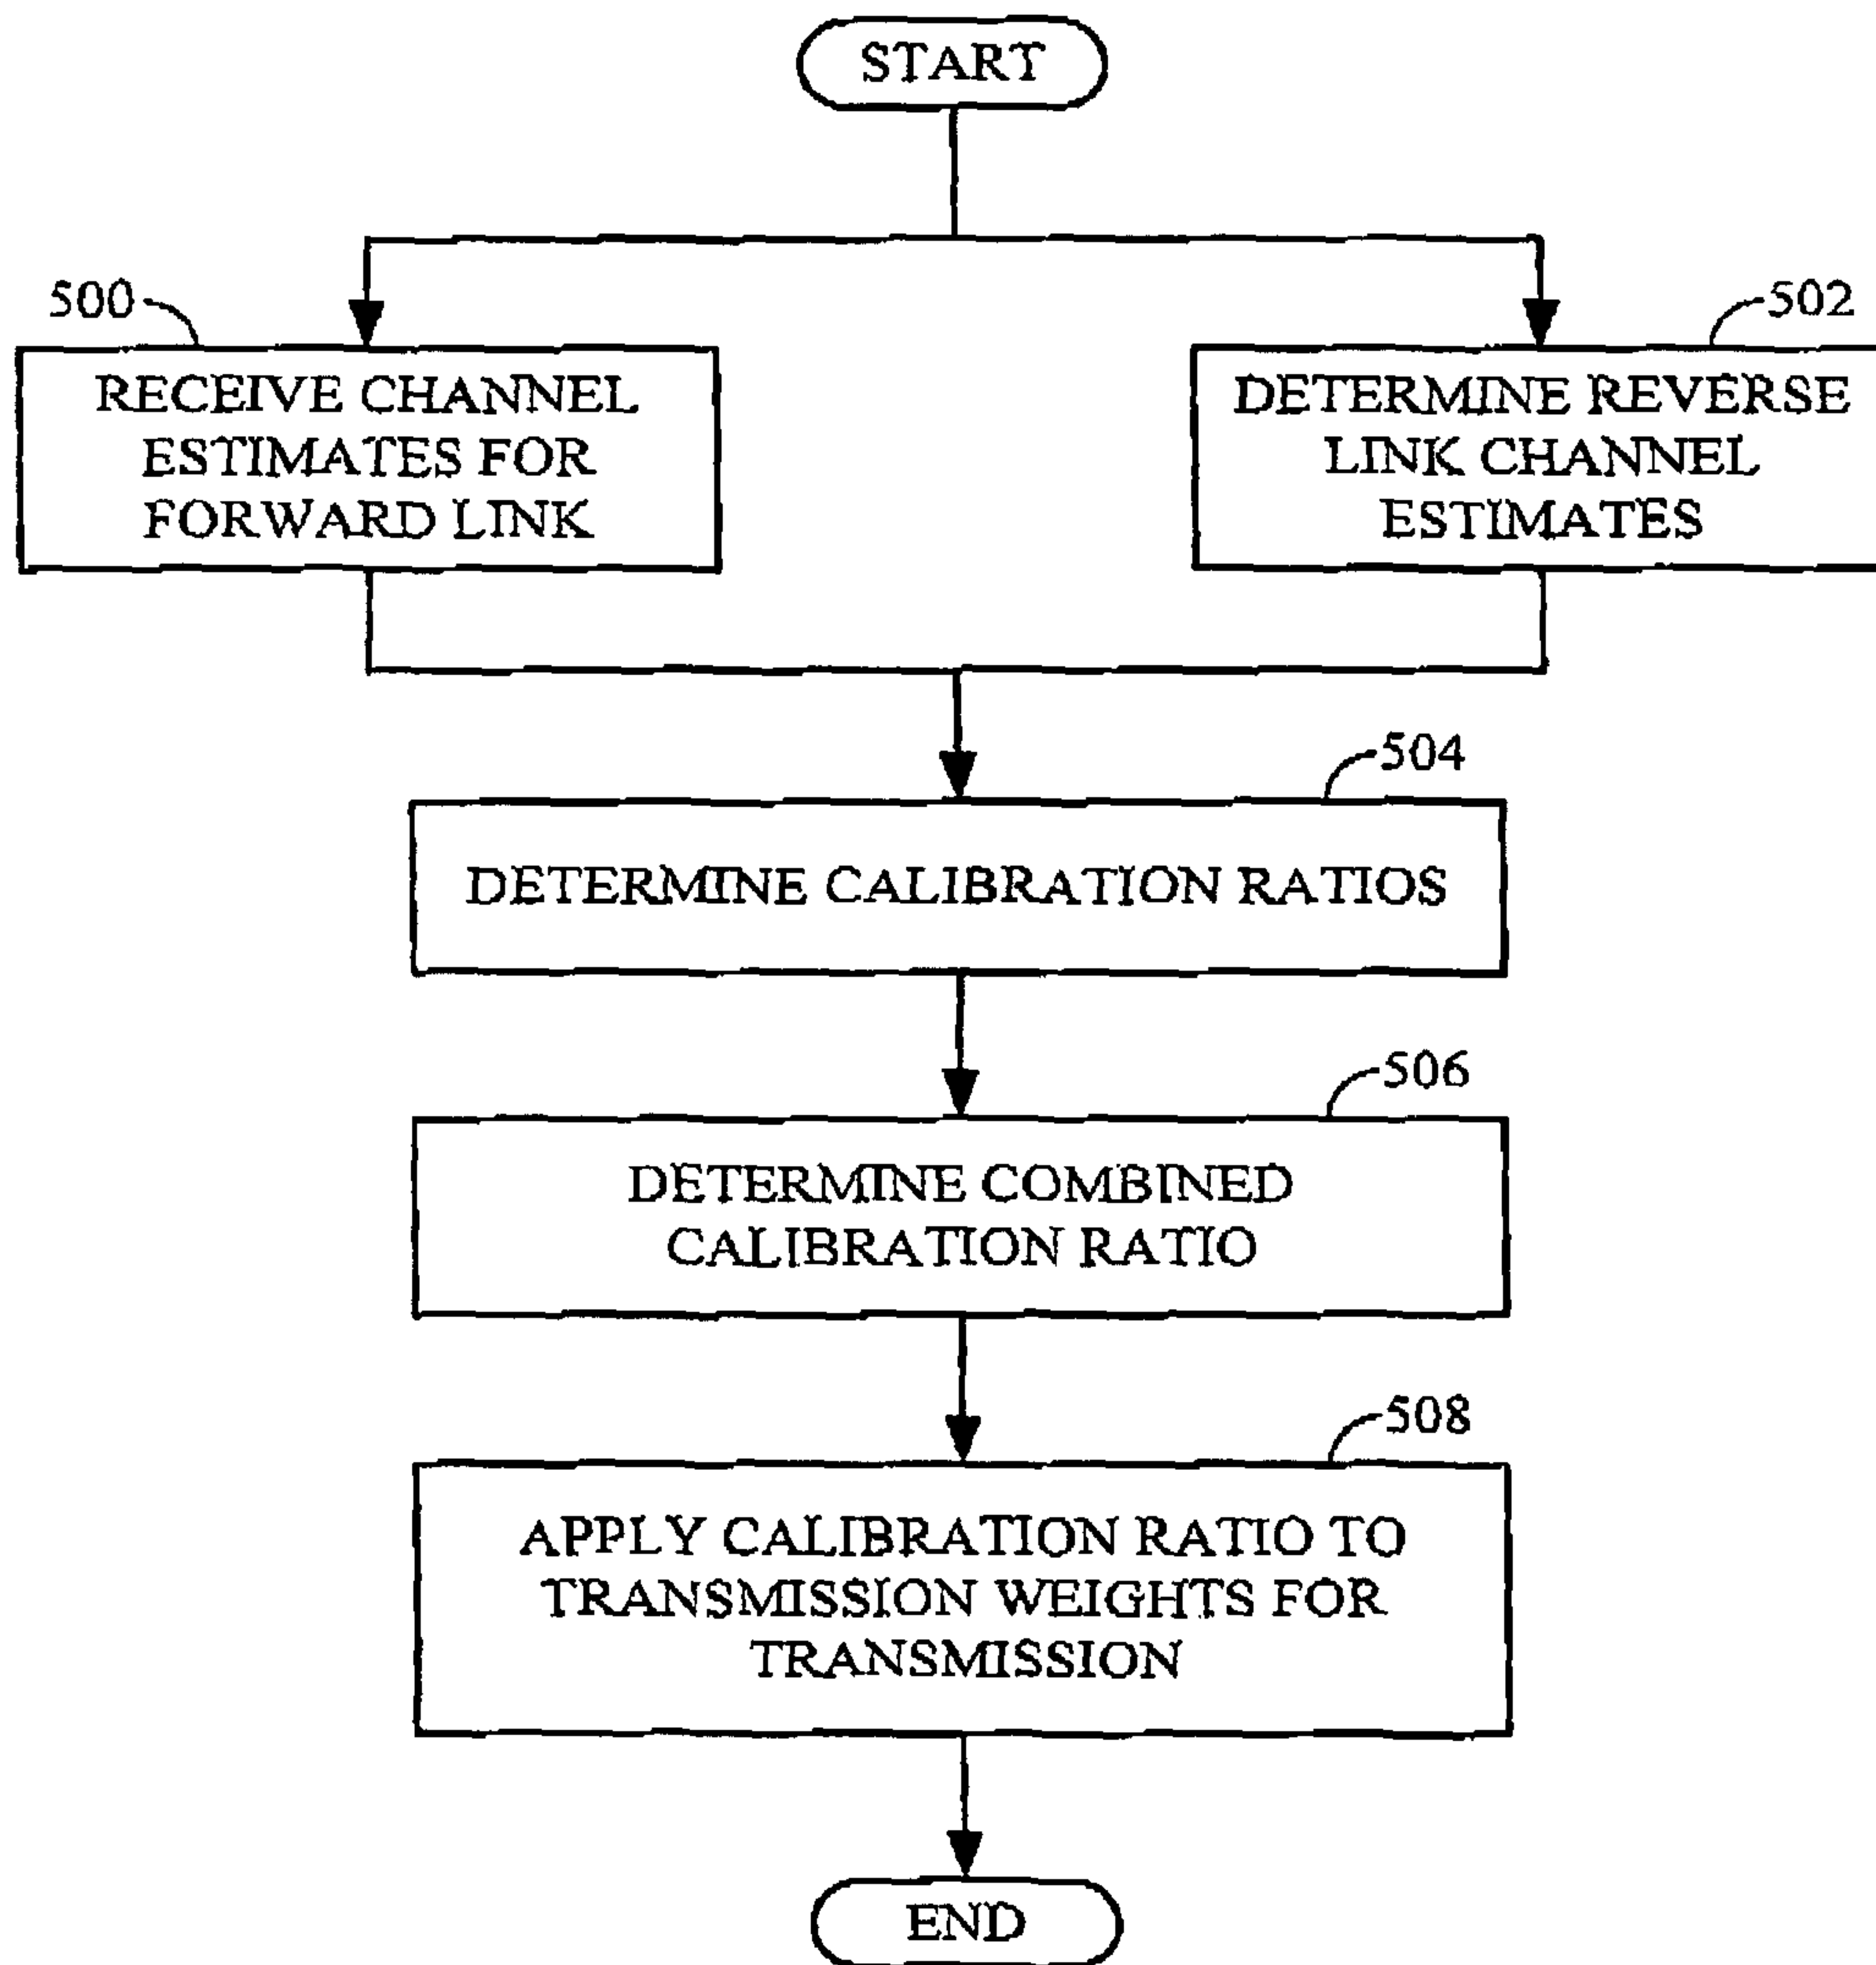 START
500
RECEIVE CHANNEL
ESTIMATES FOR
FORWARD LINK
502
DETERMINE REVERSE
LINK CHANNEL
ESTIMATES
504
DETERMINE CALIBRATION RATIOS
506
DETERMINE COMBINED
CALIBRATION RATIO
508
APPLY CALIBRATION RATIO TO
TRANSMISSION WEIGHTS FOR
TRANSMISSION
END